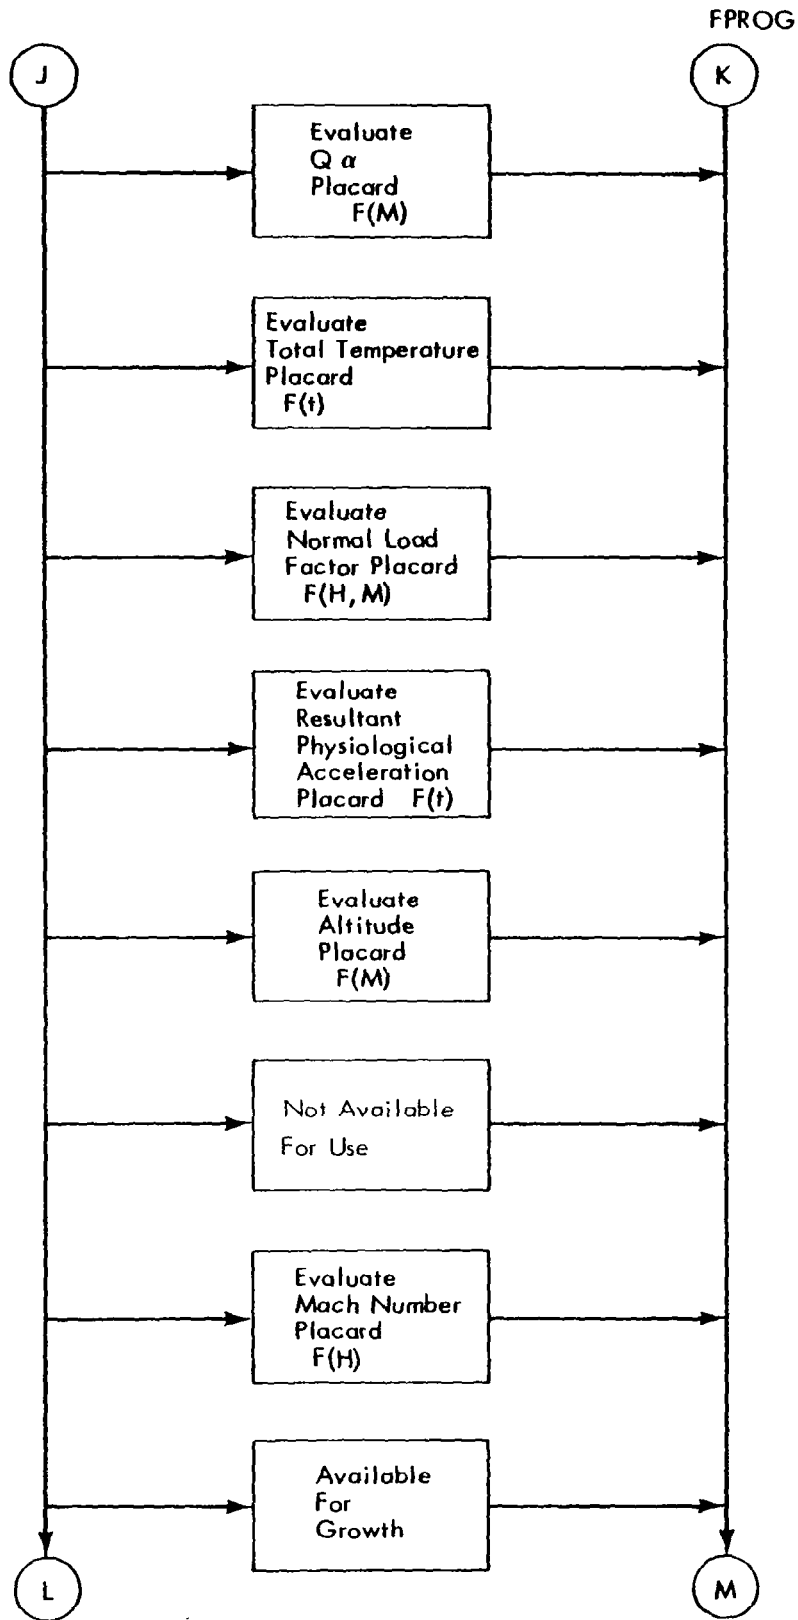 FPROG
J
K
Evaluate
Q α
Placard
F(M)
Evaluate
Total Temperature
Placard
F(t)
Evaluate
Normal Load
Factor Placard
F(H, M)
Evaluate
Resultant
Physiological
Acceleration
Placard F(t)
Evaluate
Altitude
Placard
F(M)
Not Available
For Use
Evaluate
Mach Number
Placard
F(H)
Available
For
Growth
L
M